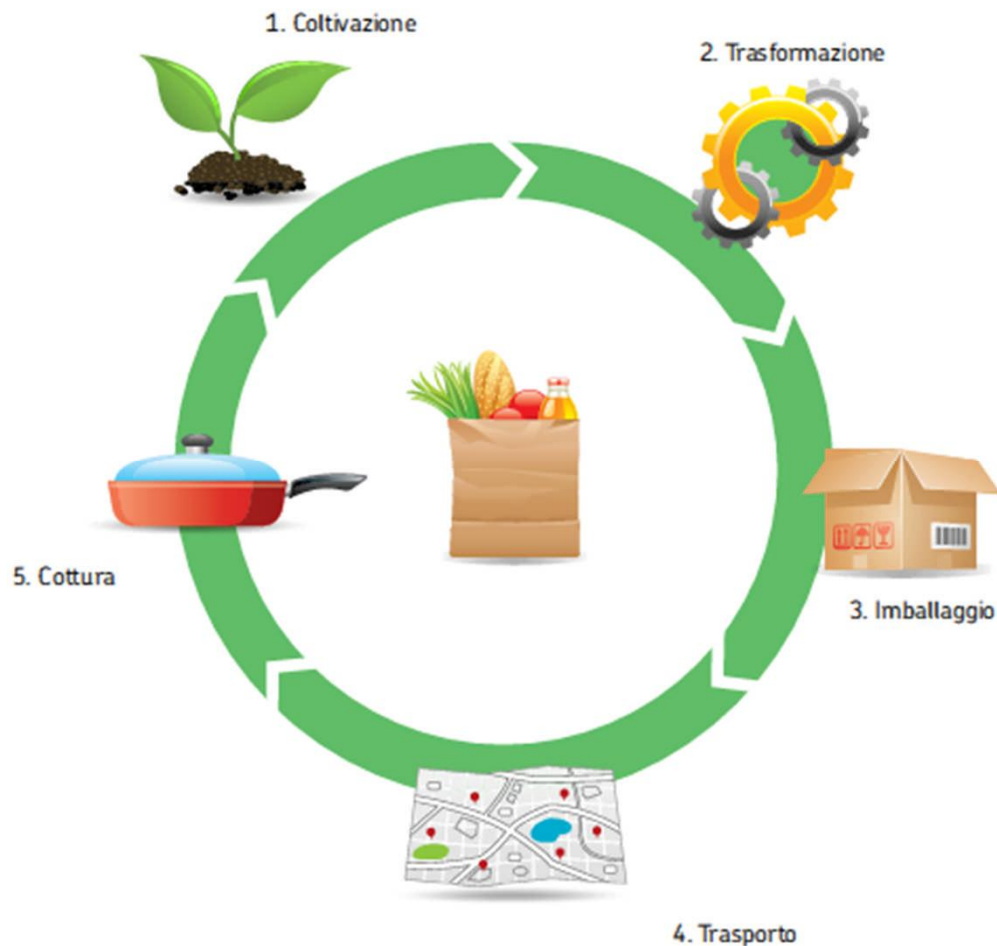 1. Coltivazione
2. Trasformazione
3. Imballaggio
4. Trasporto
5. Cottura